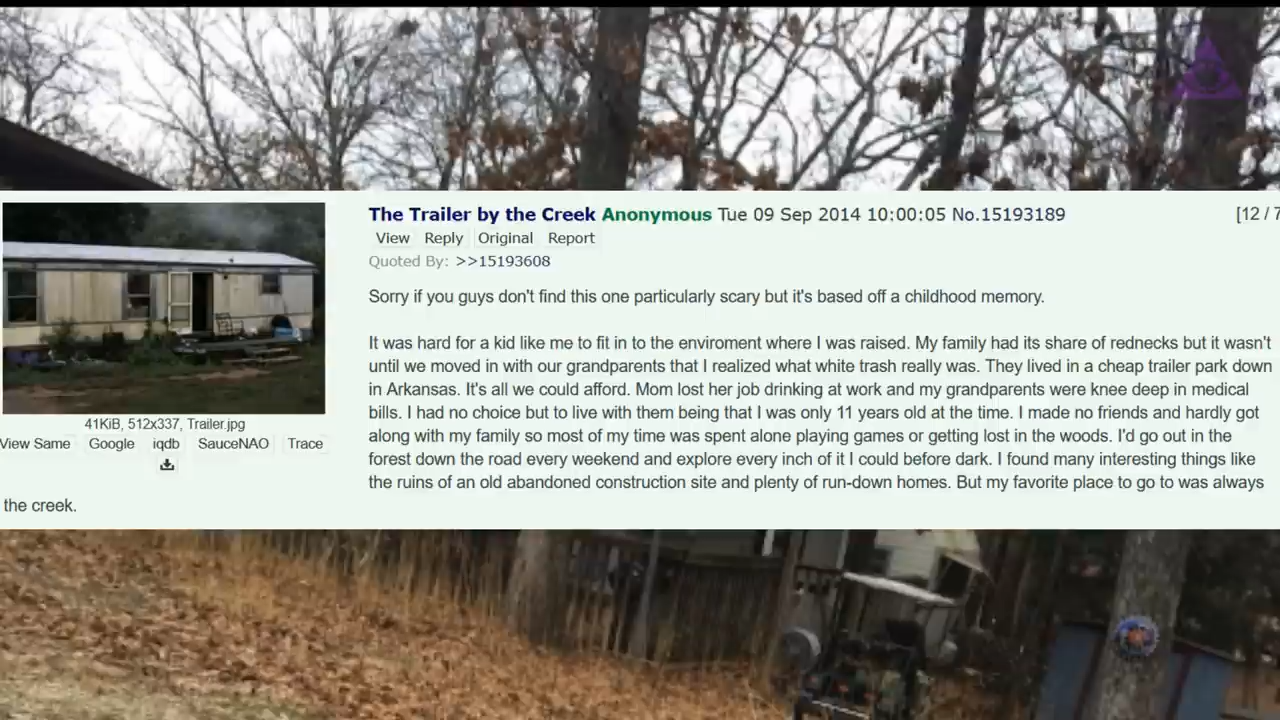 The Trailer by the Creek Anonymous Tue 09 Sep 2014 10:00:05 No.15193189 [12 / 7
View Reply Original Report
Quoted By: >>15193608
Sorry if you guys don't find this one particularly scary but it's based off a childhood memory.
It was hard for a kid like me to fit in to the enviroment where I was raised. My family had its share of rednecks but it wasn't
until we moved in with our grandparents that I realized what white trash really was. They lived in a cheap trailer park down
in Arkansas. It's all we could afford. Mom lost her job drinking at work and my grandparents were knee deep in medical
bills. I had no choice but to live with them being that I was only 11 years old at the time. I made no friends and hardly got
along with my family so most of my time was spent alone playing games or getting lost in the woods. I'd go out in the
forest down the road every weekend and explore every inch of it I could before dark. I found many interesting things like
the ruins of an old abandoned construction site and plenty of run-down homes. But my favorite place to go to was always
the creek.
41KiB, 512x337, Trailer.jpg
View Same Google iqdb SauceNAO Trace